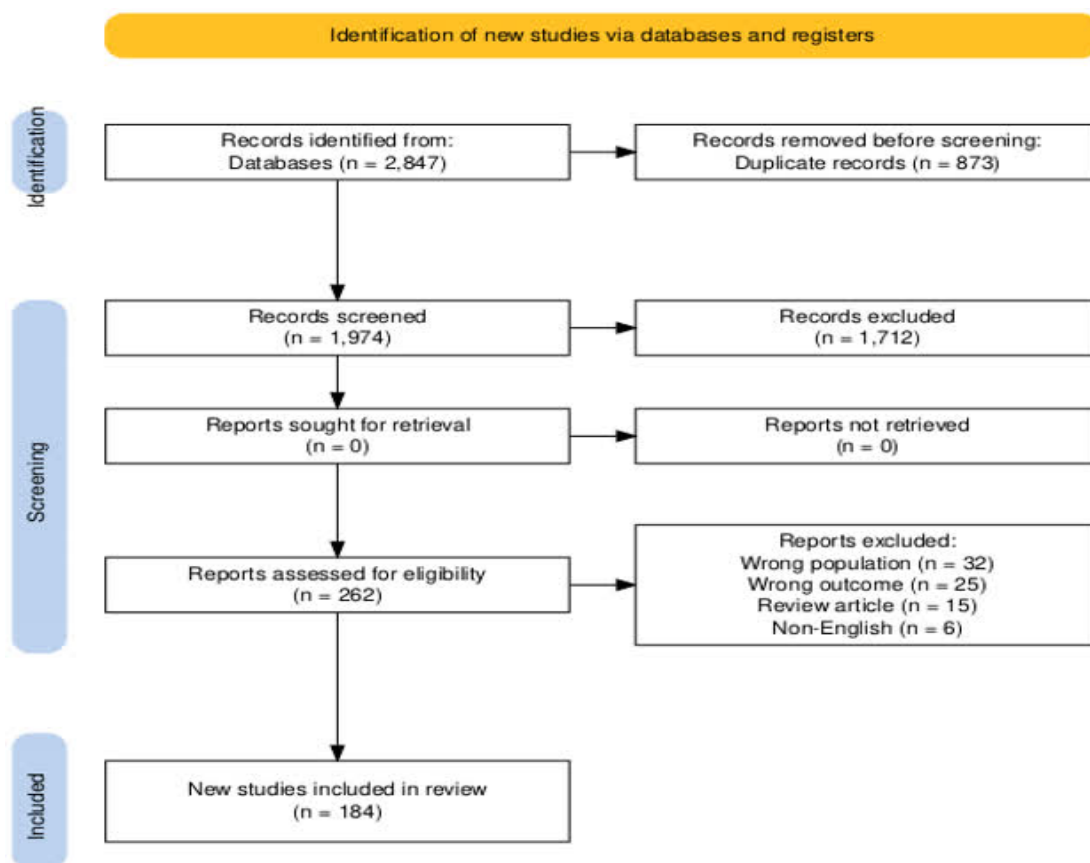 Identification of new studies via databases and registers
Identification
Records identified from:
Databases (n = 2,847)
Records removed before screening:
Duplicate records (n = 873)
Screening
Records screened
(n = 1,974)
Records excluded
(n = 1,712)
Reports sought for retrieval
(n = 0)
Reports not retrieved
(n = 0)
Reports assessed for eligibility
(n = 262)
Reports excluded:
Wrong population (n = 32)
Wrong outcome (n = 25)
Review article (n = 15)
Non-English (n = 6)
Included
New studies included in review
(n = 184)